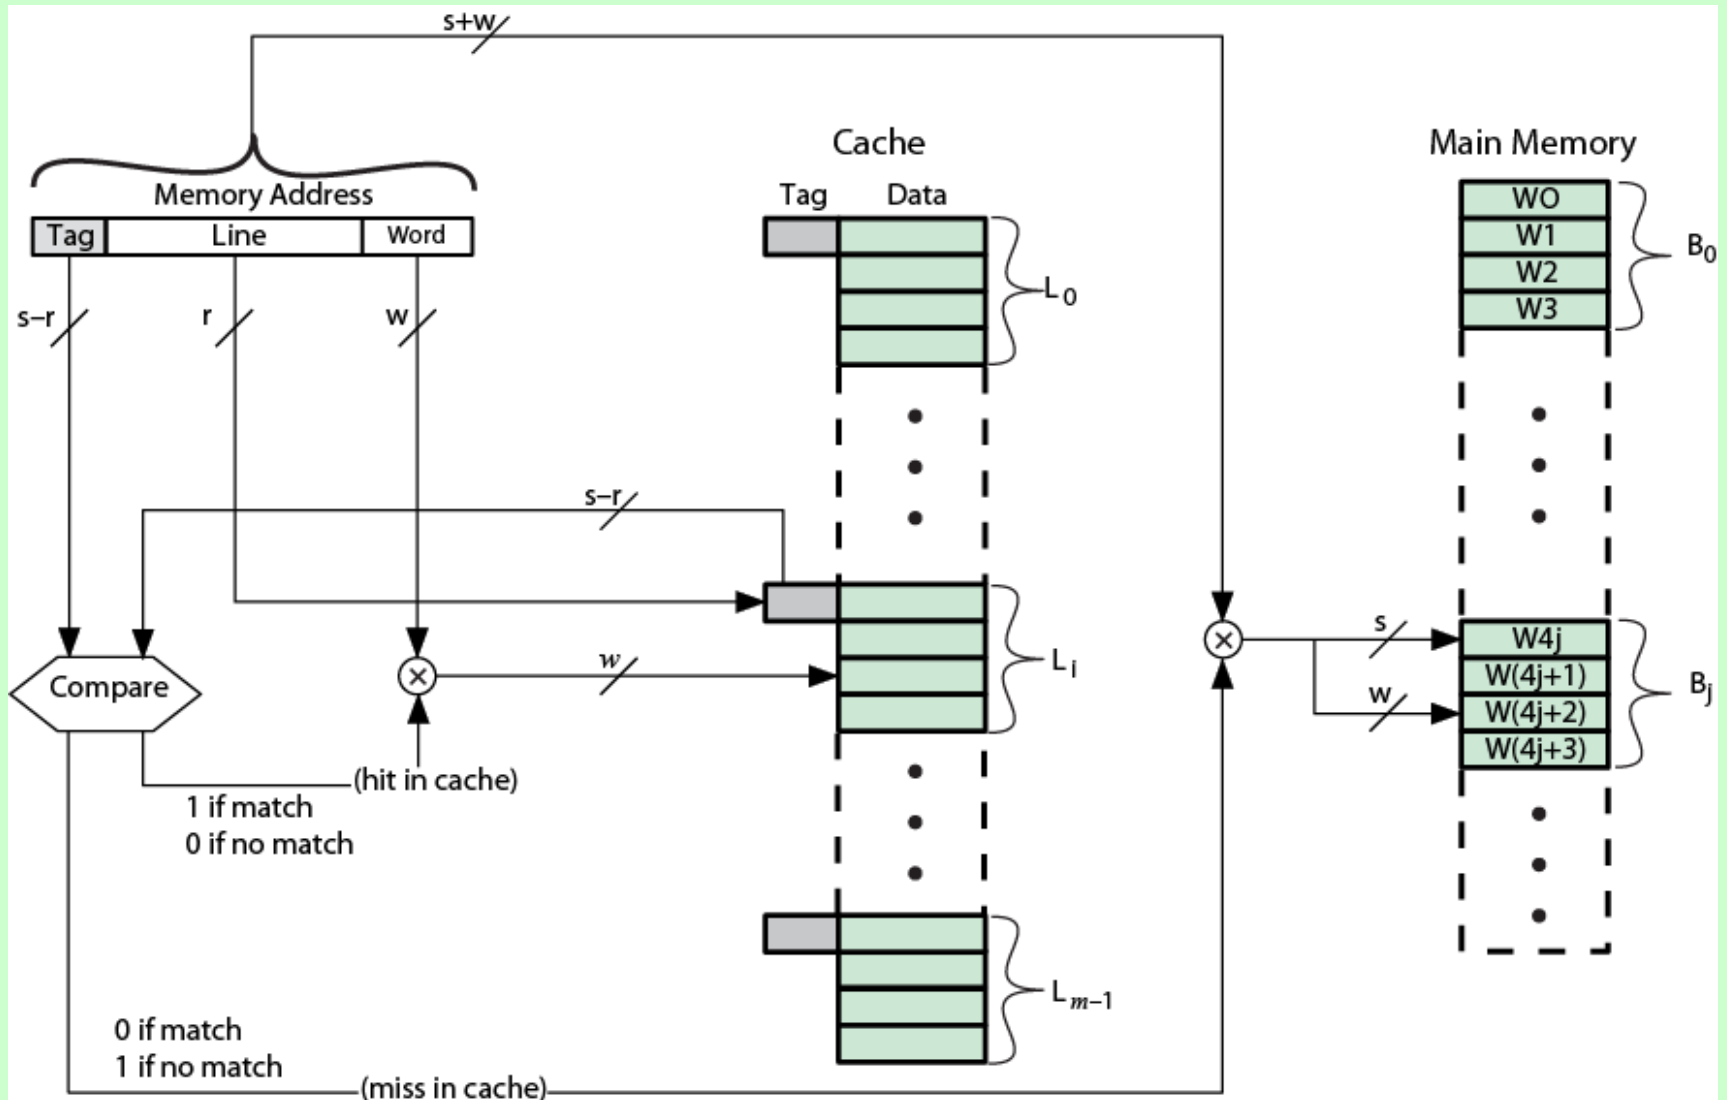 s+w
Cache
Main Memory
Memory Address
Tag Data
Tag Line Word
WO
W1
W2
W3
B0
L0
s–r
r
w
s–r
Compare
w
Li
s
w
W4j
W(4j+1)
W(4j+2)
W(4j+3)
Bj
(hit in cache)
1 if match
0 if no match
Lm–1
0 if match
1 if no match
(miss in cache)